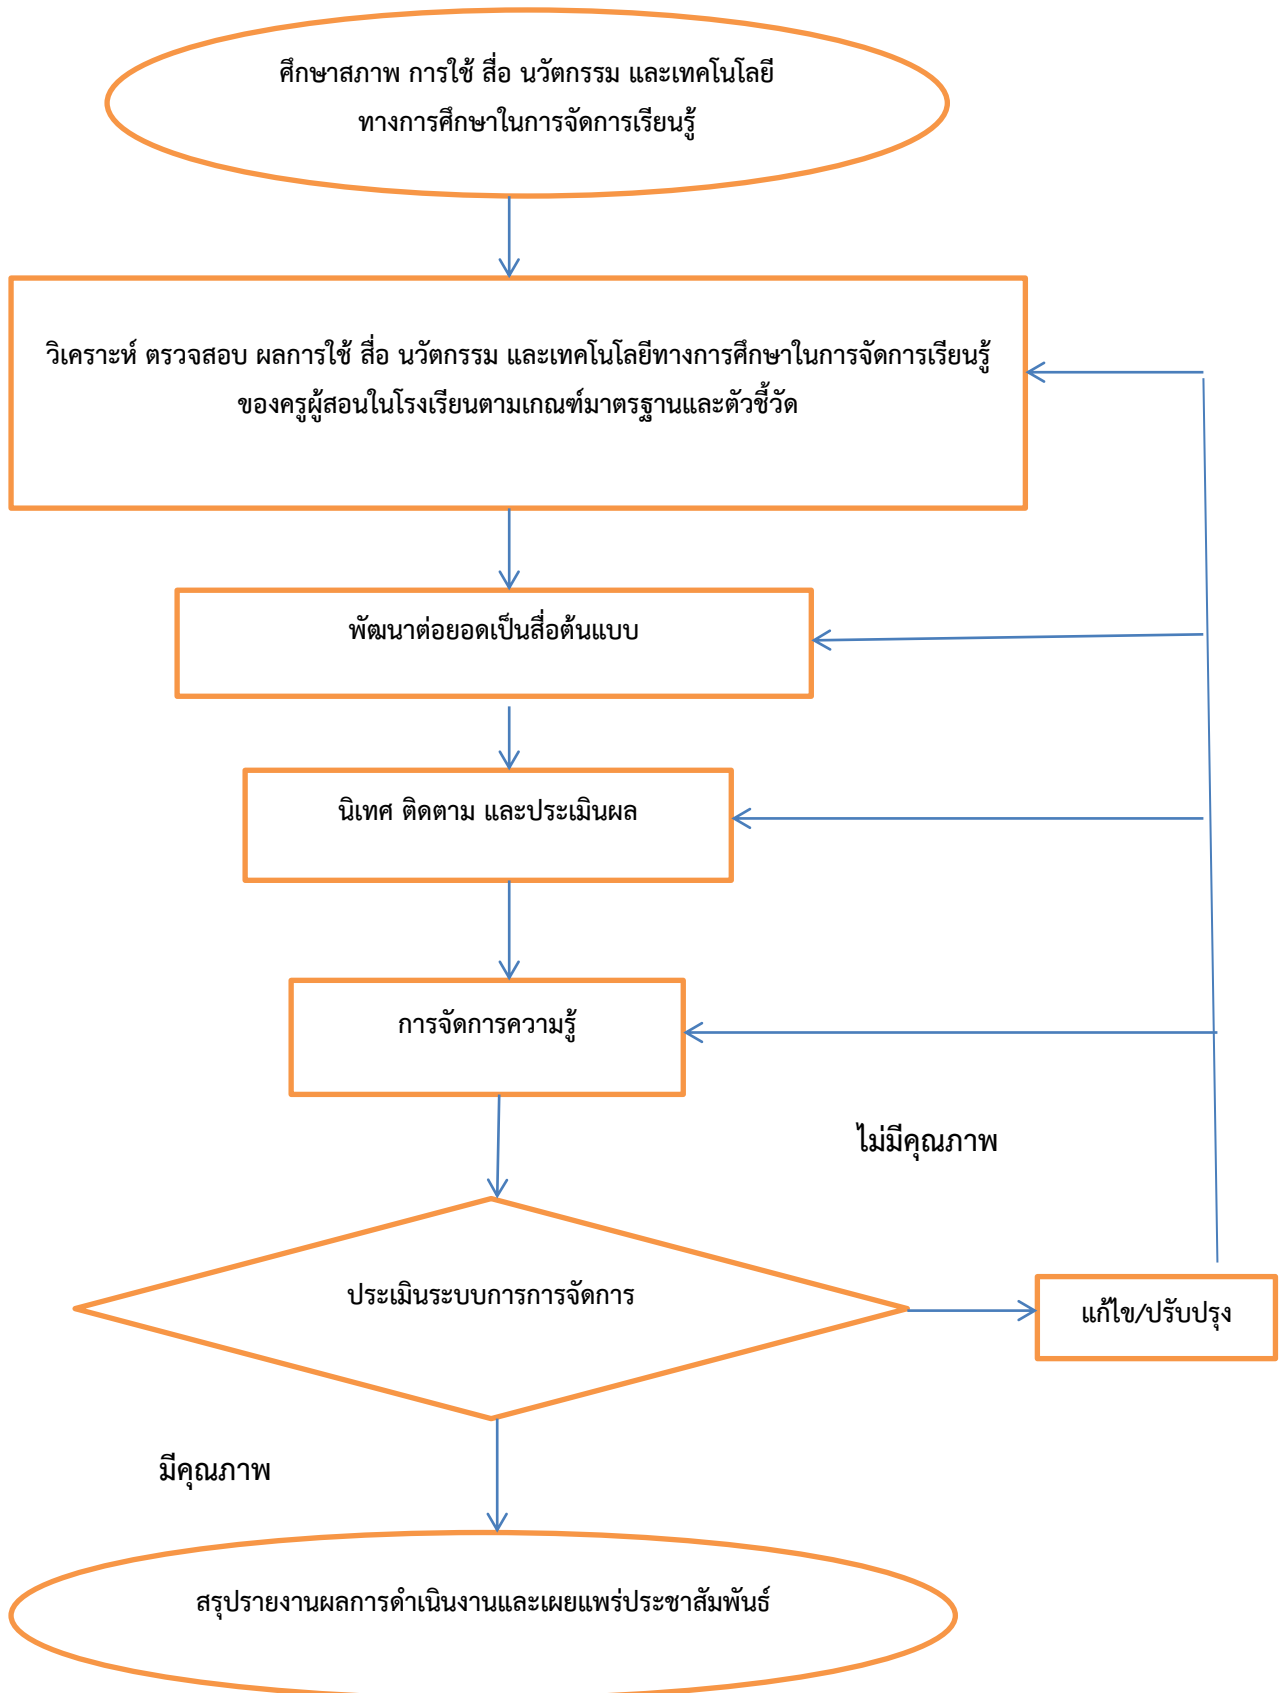 ศึกษาสภาพ การใช้ สื่อ นวัตกรรม และเทคโนโลยี
ทางการศึกษาในการจัดการเรียนรู้
วิเคราะห์ ตรวจสอบ ผลการใช้ สื่อ นวัตกรรม และเทคโนโลยีทางการศึกษาในการจัดการเรียนรู้
ของครูผู้สอนในโรงเรียนตามเกณฑ์มาตรฐานและตัวชี้วัด
พัฒนาต่อยอดเป็นสื่อต้นแบบ
นิเทศ ติดตาม และประเมินผล
การจัดการความรู้
ไม่มีคุณภาพ
ประเมินระบบการการจัดการ
แก้ไข/ปรับปรุง
มีคุณภาพ
สรุปรายงานผลการดำเนินงานและเผยแพร่ประชาสัมพันธ์